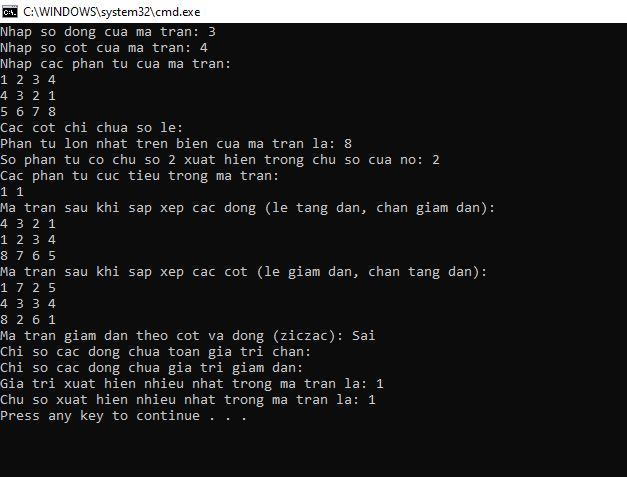 C:\WINDOWS\system32\cmd.exe
Nhap so dong cua ma tran: 3
Nhap so cot cua ma tran: 4
Nhap cac phan tu cua ma tran:
1 2 3 4
4 3 2 1
5 6 7 8
Cac cot chi chua so le:
Phan tu lon nhat tren bien cua ma tran la: 8
So phan tu co chu so 2 xuat hien trong chu so cua no: 2
Cac phan tu cuc tieu trong ma tran:
1 1
Ma tran sau khi sap xep cac dong (le tang dan, chan giam dan):
4 3 2 1
1 2 3 4
8 7 6 5
Ma tran sau khi sap xep cac cot (le giam dan, chan tang dan):
1 7 2 5
4 3 3 4
8 2 6 1
Ma tran giam dan theo cot va dong (ziczac): Sai
Chi so cac dong chua toan gia tri chan:
Chi so cac dong chua gia tri giam dan:
Gia tri xuat hien nhieu nhat trong ma tran la: 1
Chu so xuat hien nhieu nhat trong ma tran la: 1
Press any key to continue . . .